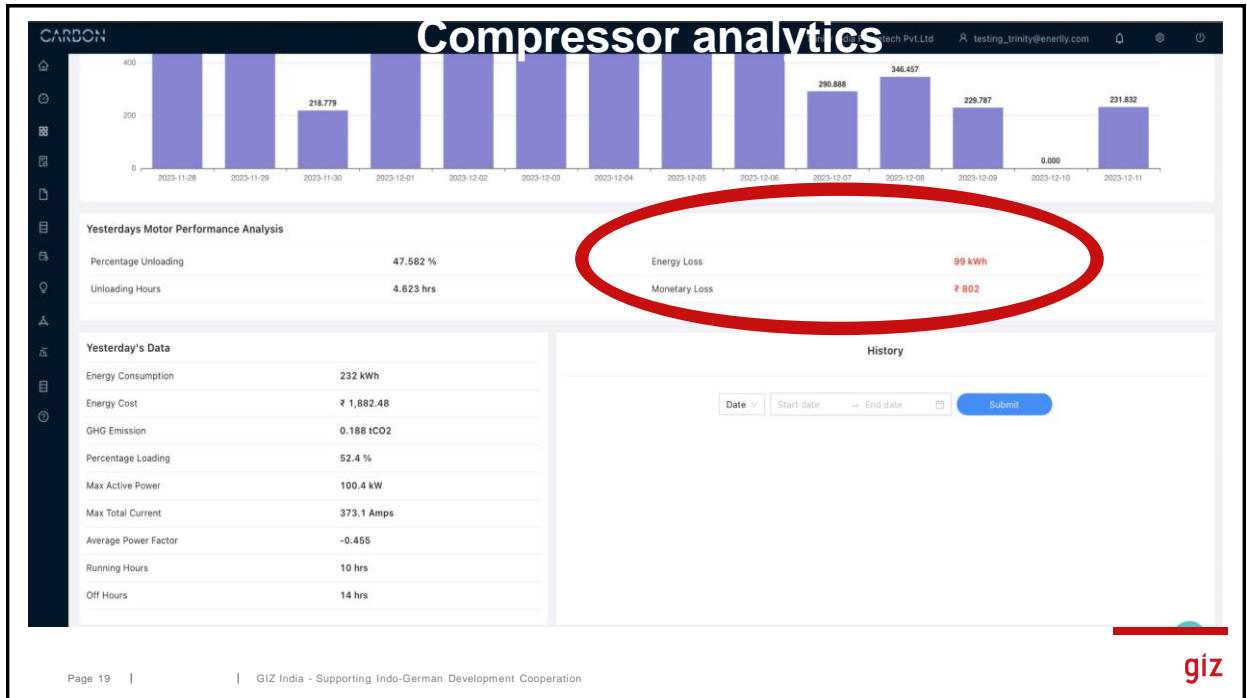 Compressor analytics
CARBON
tech Pvt.Ltd
testing_trinity@enerlly.com
400
200
0
218.779
290.888
346.457
229.787
0.000
231.832
2023-11-28 2023-11-29 2023-11-30 2023-12-01 2023-12-02 2023-12-03 2023-12-04 2023-12-05 2023-12-06 2023-12-07 2023-12-08 2023-12-09 2023-12-10 2023-12-11
Yesterdays Motor Performance Analysis
Percentage Unloading 47.582 % Energy Loss 99 kWh
Unloading Hours 4.623 hrs Monetary Loss ₹ 802
Yesterday's Data
Energy Consumption 232 kWh
Energy Cost ₹ 1,882.48
GHG Emission 0.188 tCO2
Percentage Loading 52.4 %
Max Active Power 100.4 kW
Max Total Current 373.1 Amps
Average Power Factor -0.455
Running Hours 10 hrs
Off Hours 14 hrs
History
Date Start date → End date Submit
Page 19 | | GIZ India - Supporting Indo-German Development Cooperation
giz